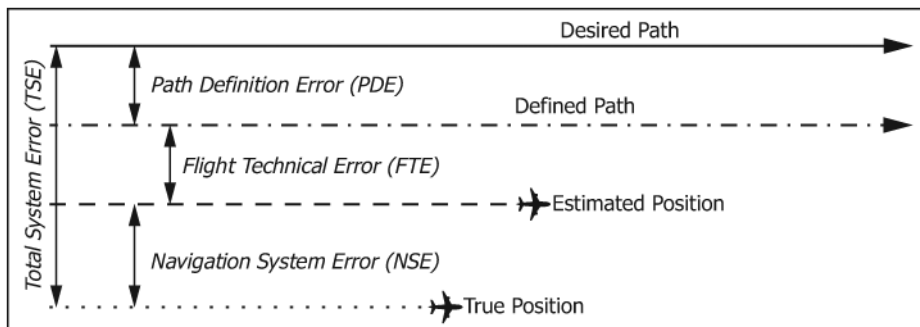 Desired Path
Path Definition Error (PDE)
Defined Path
Total System Error (TSE)
Flight Technical Error (FTE)
Estimated Position
Navigation System Error (NSE)
True Position